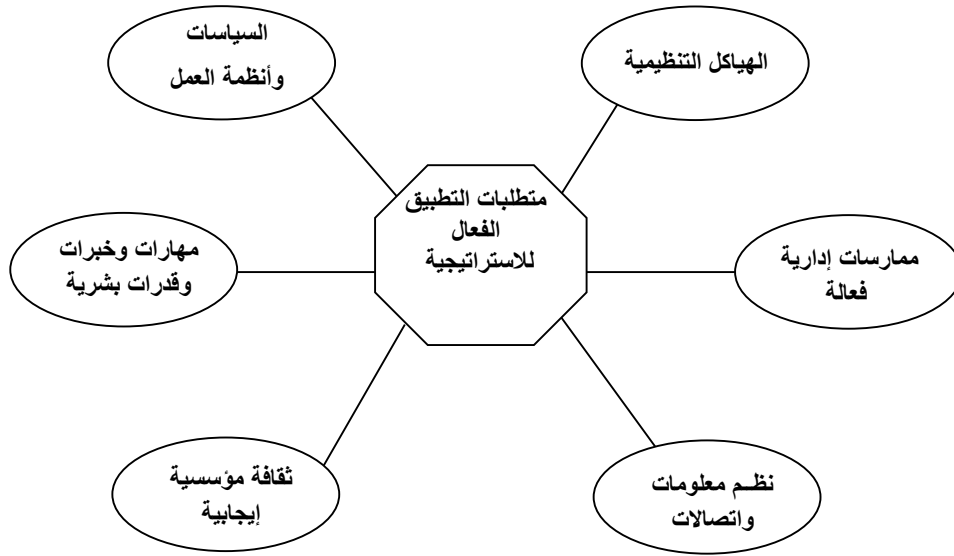 السياسات
وأنظمة العمل
الهياكل التنظيمية
متطلبات التطبيق
الفعال
للاستراتيجية
مهارات وخبرات
وقدرات بشرية
ممارسات إدارية
فعالة
ثقافة مؤسسية
إيجابية
نظــم معلومات
واتصالات